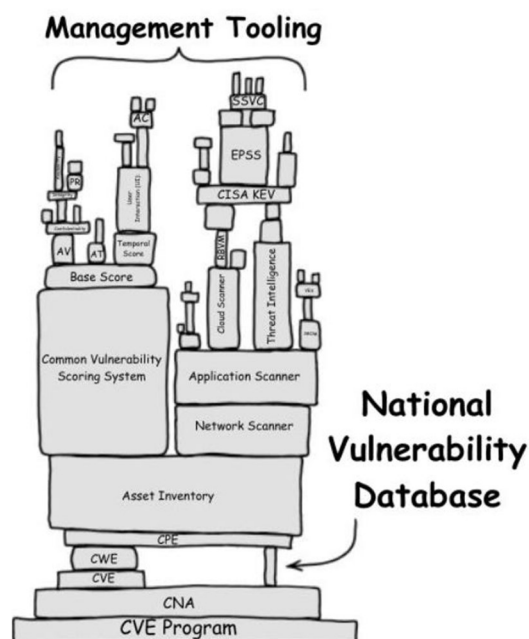 Management Tooling
SSVC
AC
EPSS
PR
User
Interaction (UI)
CISA KEV
AV
AT
Temporal
Score
RBVM
Base Score
Cloud Scanner
Threat Intelligence
Common Vulnerability
Scoring System
Application Scanner
Network Scanner
National
Vulnerability
Database
Asset Inventory
CPE
CWE
CVE
CNA
CVE Program